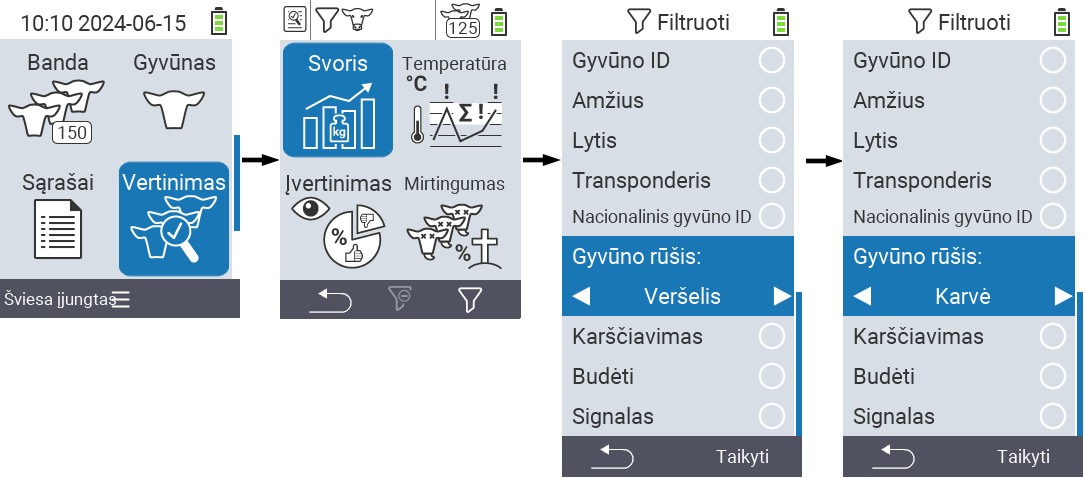 10:10 2024-06-15
Banda
Gyvūnas
150
Sąrašai
Vertinimas
Šviesa įjungtas
125
Svoris
kg
Temperatūra
°C
! Σ ! !
Įvertinimas
%
Mirtingumas
%
Filtruoti
Gyvūno ID
Amžius
Lytis
Transponderis
Nacionalinis gyvūno ID
Gyvūno rūšis:
Veršelis
Karščiavimas
Budėti
Signalas
Taikyti
Filtruoti
Gyvūno ID
Amžius
Lytis
Transponderis
Nacionalinis gyvūno ID
Gyvūno rūšis:
Karvė
Karščiavimas
Budėti
Signalas
Taikyti